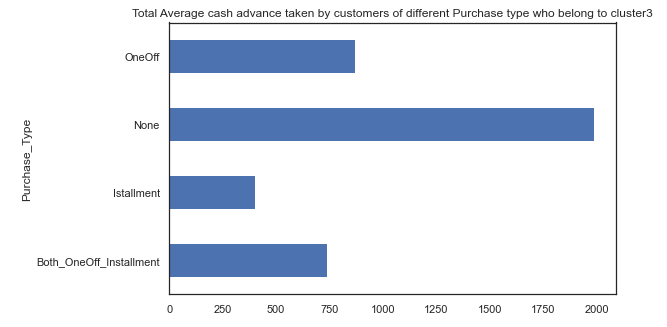 Total Average cash advance taken by customers of different Purchase type who belong to cluster3
OneOff
None
Istallment
Both_OneOff_Installment
Purchase_Type
0 250 500 750 1000 1250 1500 1750 2000